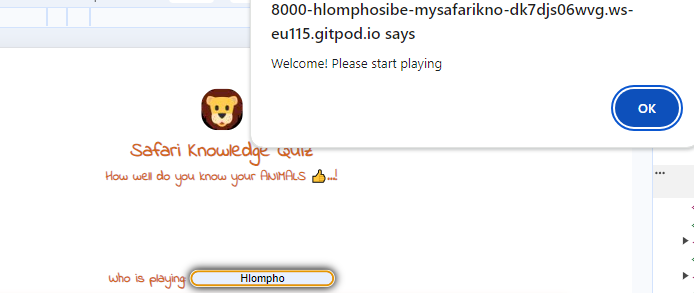 8000-hlomphosibe-mysafarikno-dk7djs06wvg.ws-
eu115.gitpod.io says
Welcome! Please start playing
OK
Safari Knowledge Quiz
How well do you know your ANIMALS 👍...!
Who is playing:
Hlompho